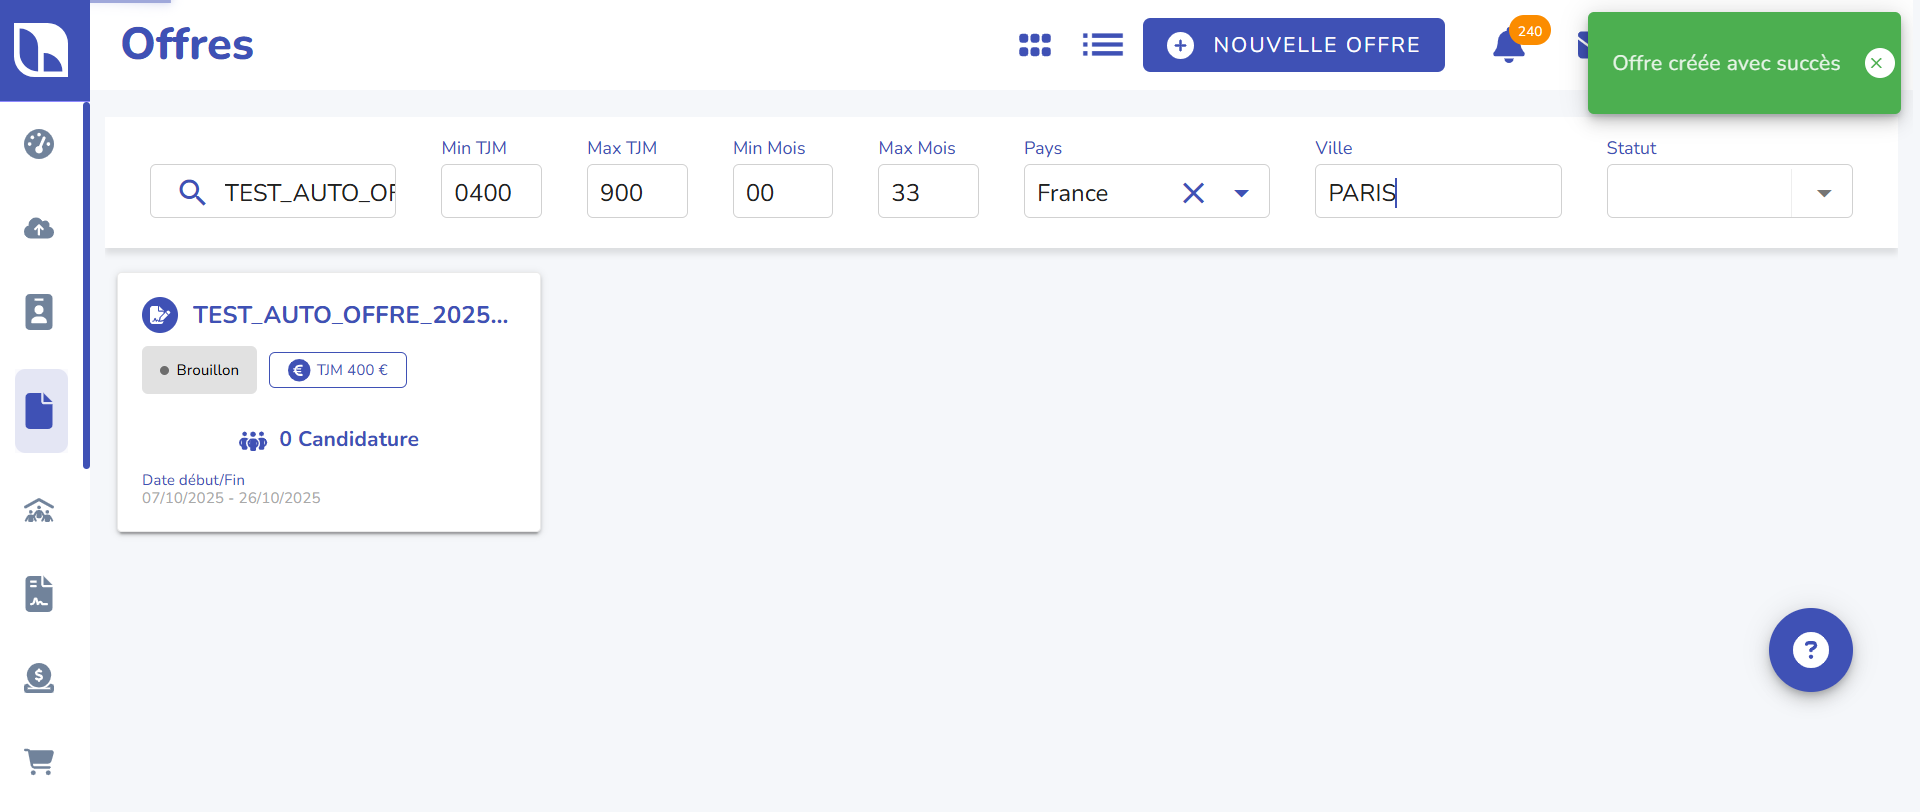 Offres
NOUVELLE OFFRE
240
Offre créée avec succès
Min TJM
Max TJM
Min Mois
Max Mois
Pays
Ville
Statut
TEST_AUTO_OF
0400
900
00
33
France
PARIS
TEST_AUTO_OFFRE_2025...
Brouillon
TJM 400 €
0 Candidature
Date début/Fin
07/10/2025 - 26/10/2025